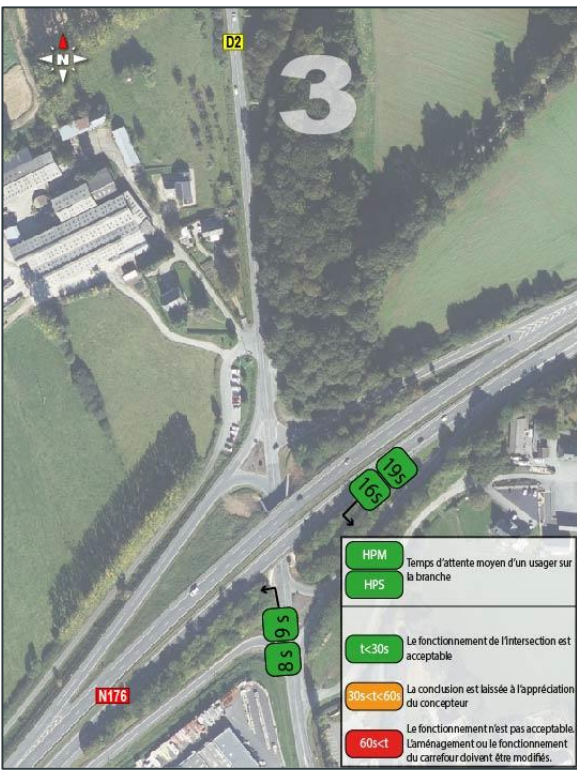 D2
N
3
19s
16s
9 s
8 s
N176
HPM
HPS
Temps d'attente moyen d'un usager sur
la branche
t<30s
Le fonctionnement de l'intersection est
acceptable
30s<t<60s
La conclusion est laissée à l'appréciation
du concepteur
60s<t
Le fonctionnement n'est pas acceptable.
L'aménagement ou le fonctionnement
du carrefour doivent être modifiés.